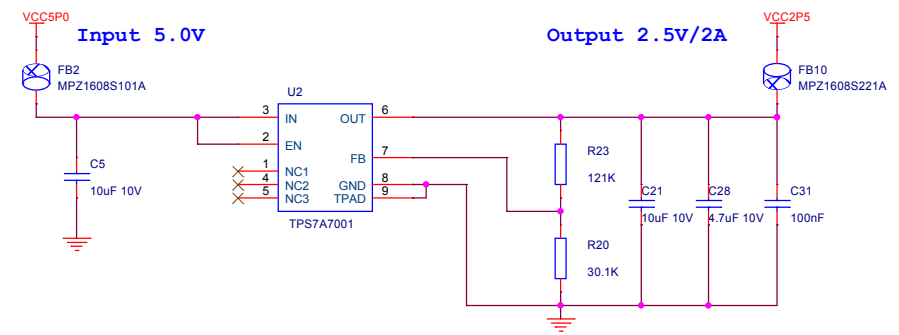 VCC5P0
VCC2P5
Input 5.0V
Output 2.5V/2A
FB2
MPZ1608S101A
FB10
MPZ1608S221A
U2
3
IN
OUT
6
2
EN
FB
7
1
NC1
4
NC2
GND
8
5
NC3
TPAD
9
TPS7A7001
C5
10uF 10V
R23
121K
C21
10uF 10V
C28
4.7uF 10V
C31
100nF
R20
30.1K